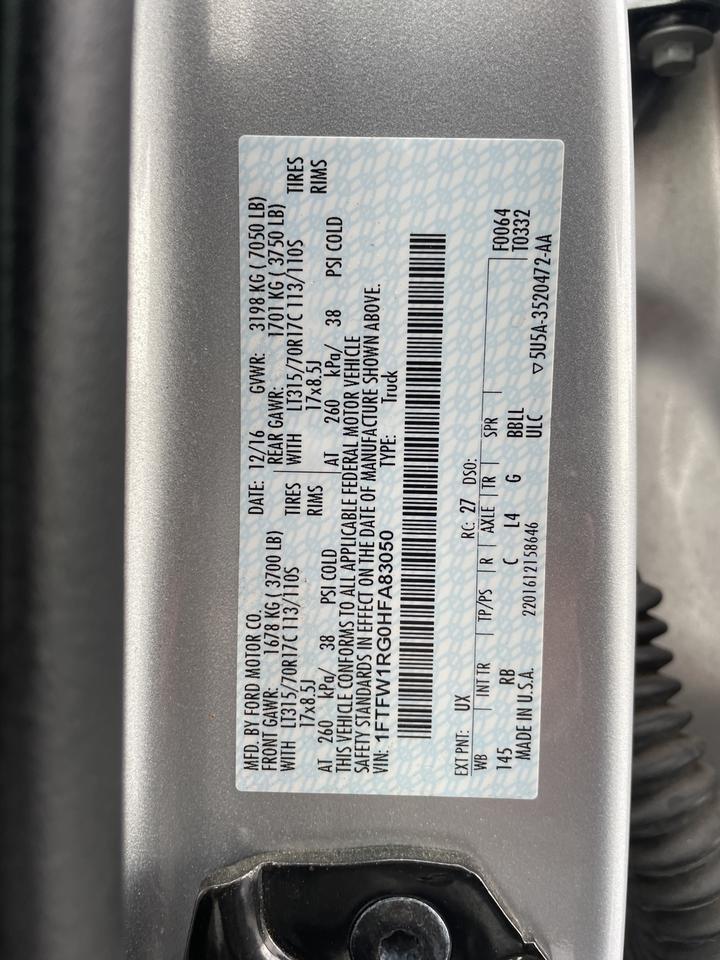 MFD. BY FORD MOTOR CO. DATE: 12/16 GVWR: 3198 KG ( 7050 LB)
FRONT GAWR: 1678 KG ( 3700 LB) REAR GAWR: 1701 KG ( 3750 LB)
WITH LT315/70R17C 113/110S TIRES WITH LT315/70R17C 113/110S TIRES
17x8.5J RIMS 17x8.5J RIMS
AT 260 kPa/ 38 PSI COLD AT 260 kPa/ 38 PSI COLD
THIS VEHICLE CONFORMS TO ALL APPLICABLE FEDERAL MOTOR VEHICLE
SAFETY STANDARDS IN EFFECT ON THE DATE OF MANUFACTURE SHOWN ABOVE.
VIN: 1FTFW1RG0HFA83050 TYPE: Truck
EXT PNT: UX RC: 27 DSO:
WB INT TR TP/PS R AXLE TR SPR F0064
145 RB C L4 G BBLL T0332
MADE IN U.S.A. 2201612158646 ULC ▽5U5A-3520472-AA